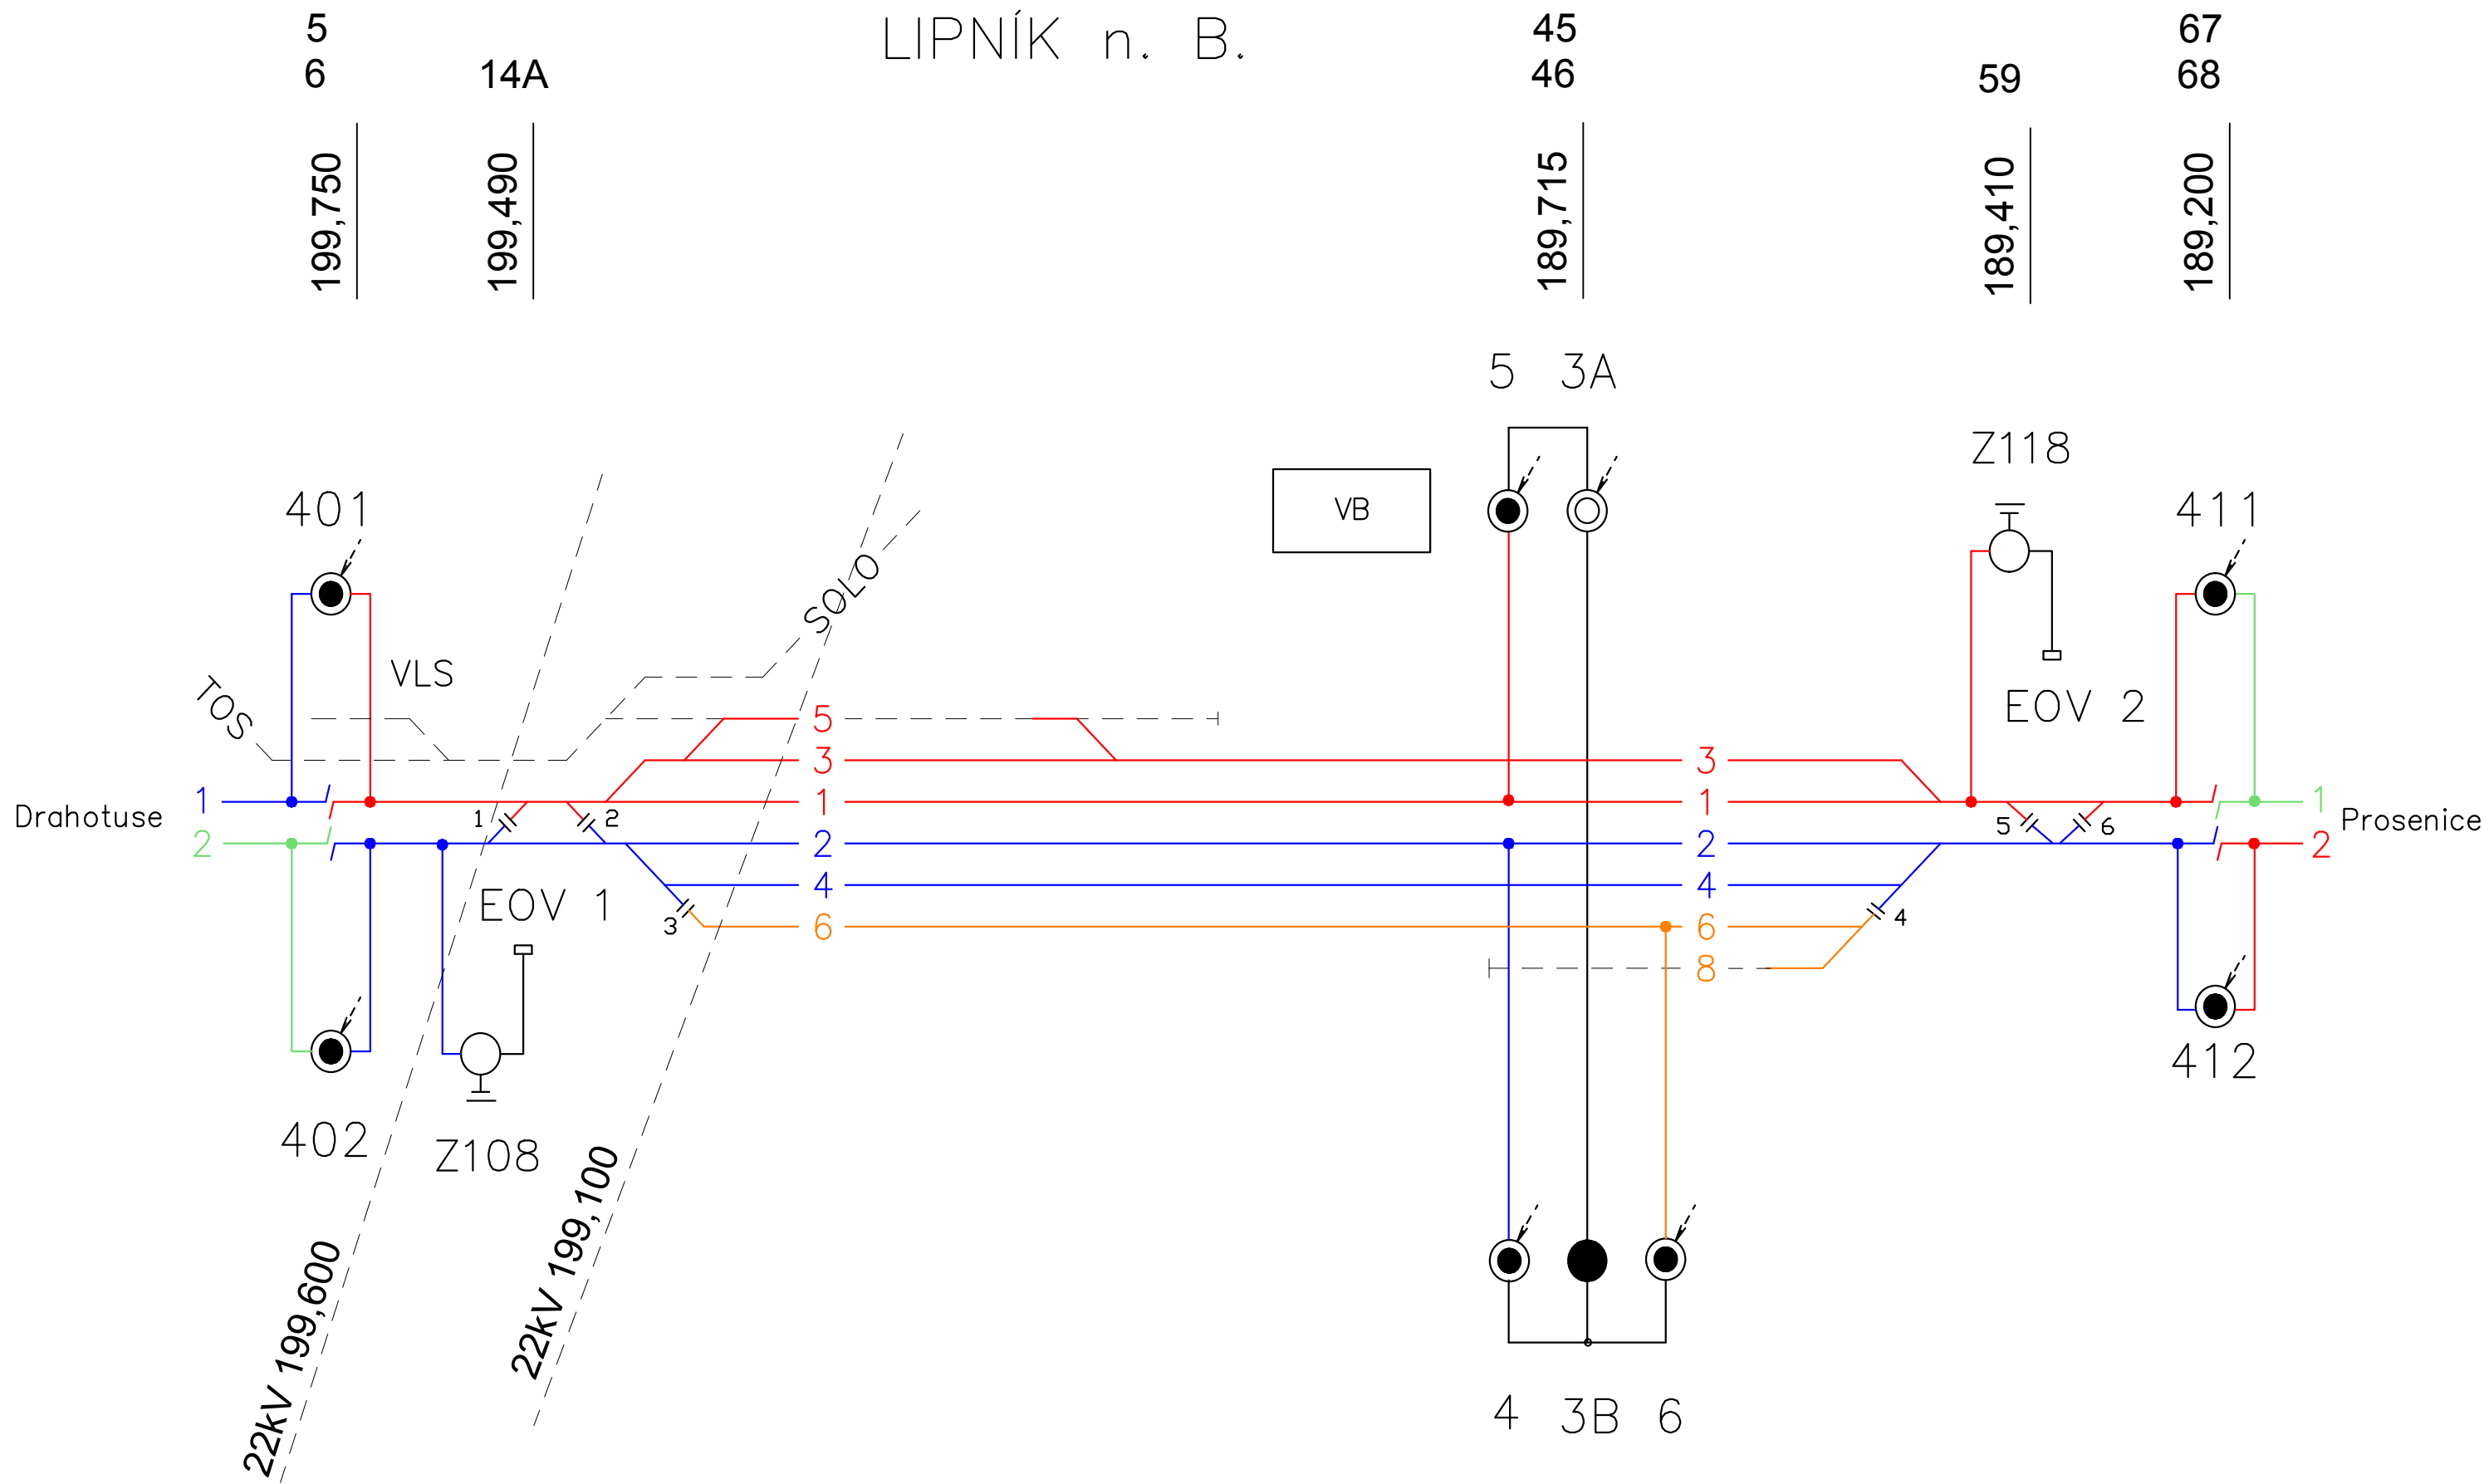 LIPNÍK n. B.
5
6
14A
45
46
59
67
68
199,750
199,490
189,715
189,410
189,200
5 3A
Z118
401
VB
411
SOLO
VLS
TOS
EOV 2
5
3 3
1 1 1 1
Drahotuse
1 2
5 6
Prosenice
2 2 2 2
4 4
EOV 1
3 6 6 4
8
402
Z108
412
22kV 199,600
22kV 199,100
4 3B 6